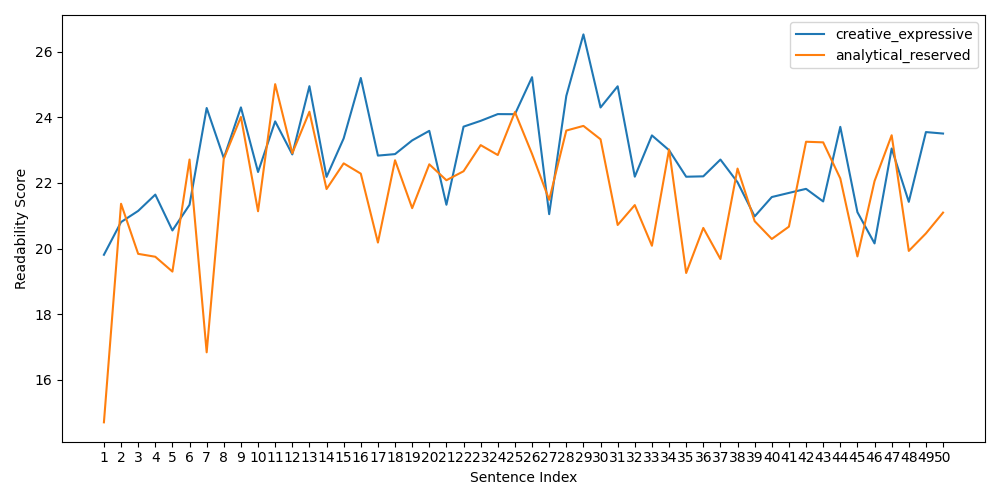 creative_expressive
analytical_reserved
Readability Score
26
24
22
20
18
16
1 2 3 4 5 6 7 8 9 10 11 12 13 14 15 16 17 18 19 20 21 22 23 24 25 26 27 28 29 30 31 32 33 34 35 36 37 38 39 40 41 42 43 44 45 46 47 48 49 50
Sentence Index